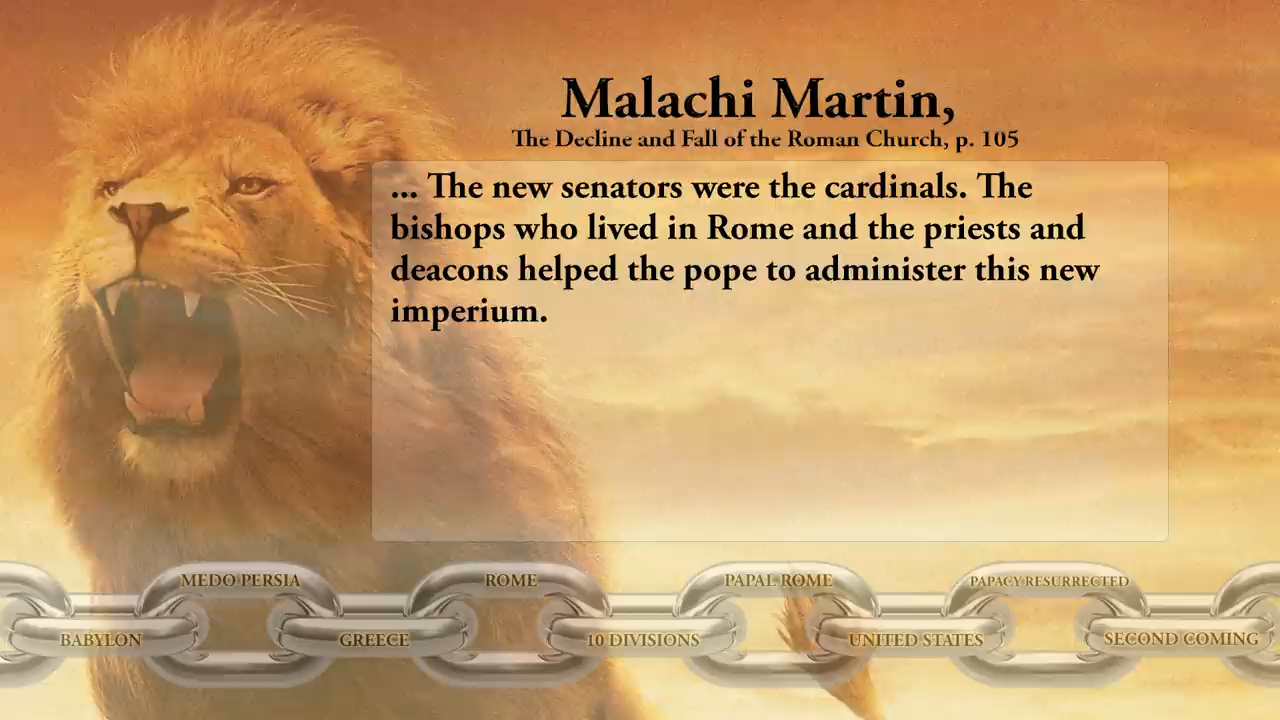 Malachi Martin,
The Decline and Fall of the Roman Church, p. 105
... The new senators were the cardinals. The
bishops who lived in Rome and the priests and
deacons helped the pope to administer this new
imperium.
MEDO PERSIA ROME PAPAL ROME PAPACY RESURRECTED
BABYLON GREECE 10 DIVISIONS UNITED STATES SECOND COMING